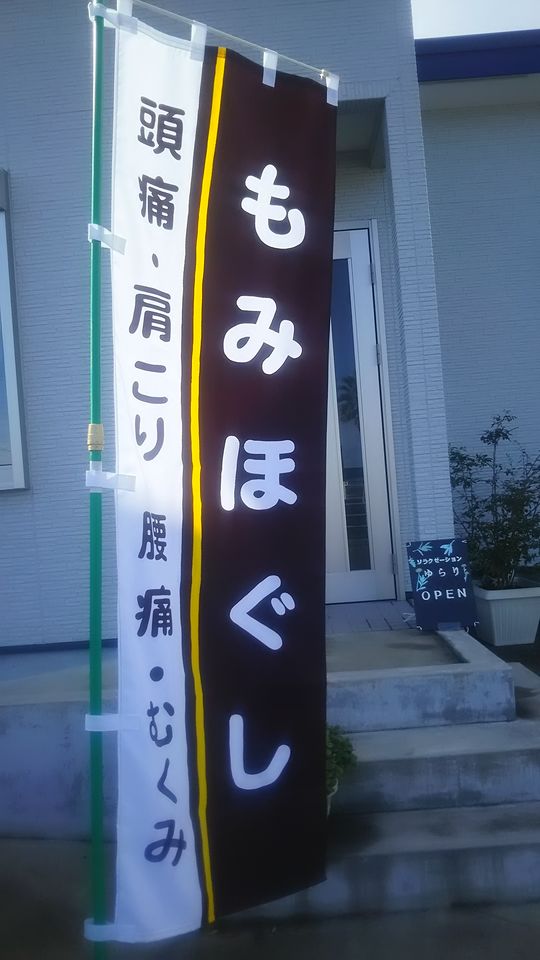 もみほぐし
頭痛・肩こり 腰痛・むくみ
リラクゼーション
ゆらり
OPEN